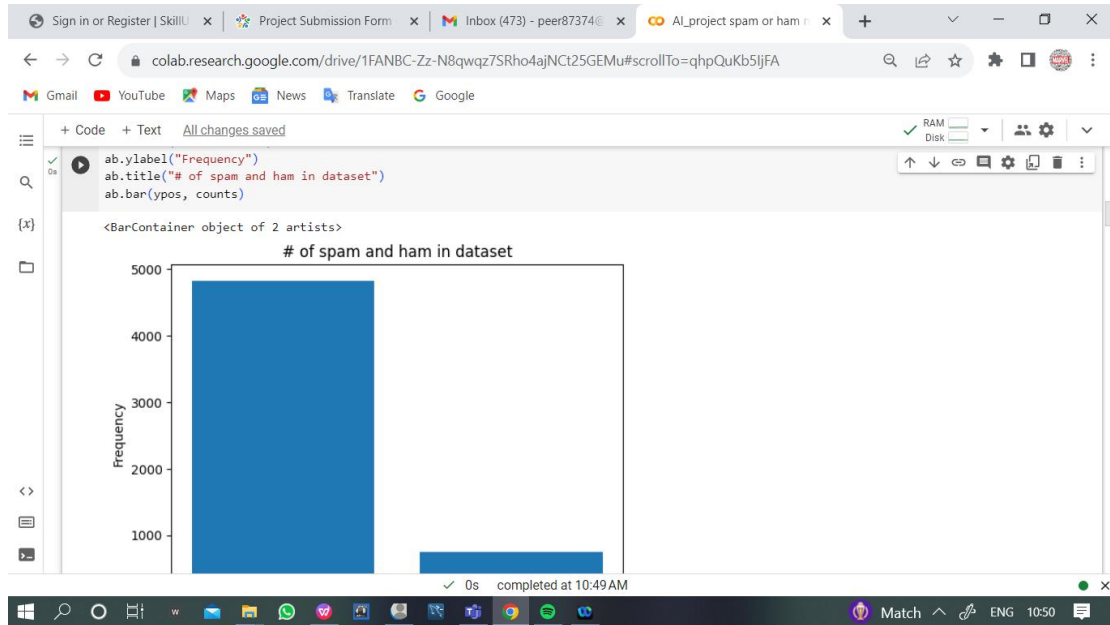 Sign in or Register | SkillU
Project Submission Form
Inbox (473) - peer87374@
AI_project spam or ham
colab.research.google.com/drive/1FANBC-Zz-N8qwqz7SRho4ajNCt25GEMu#scrollTo=qhpQuKb5IjFA
Gmail YouTube Maps News Translate Google
+ Code + Text All changes saved
RAM
Disk
0s
ab.ylabel("Frequency")
ab.title("# of spam and ham in dataset")
ab.bar(ypos, counts)
{x}
<BarContainer object of 2 artists>
# of spam and ham in dataset
5000
4000
3000
2000
1000
Frequency
0s completed at 10:49 AM
Match ENG 10:50